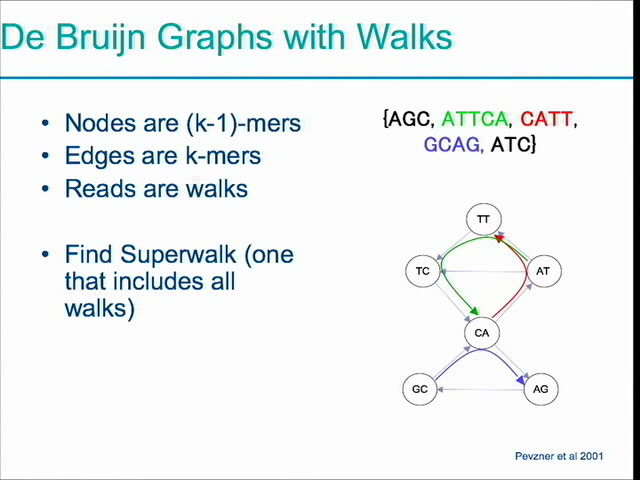 De Bruijn Graphs with Walks
• Nodes are (k-1)-mers
• Edges are k-mers
• Reads are walks
• Find Superwalk (one
that includes all
walks)
{AGC, ATTCA, CATT,
GCAG, ATC}
TT
TC
AT
CA
GC
AG
Pevzner et al 2001